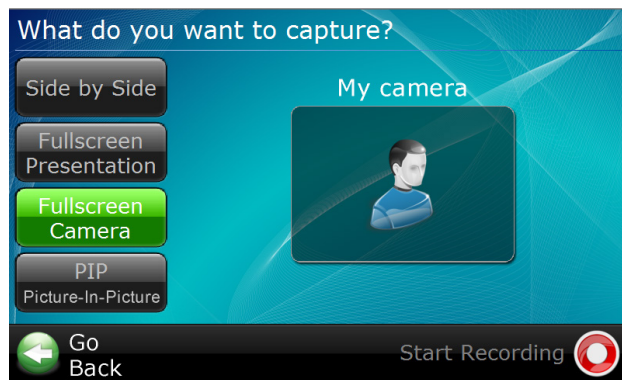 What do you want to capture?
Side by Side
Fullscreen
Presentation
Fullscreen
Camera
PIP
Picture-In-Picture
My camera
Go
Back
Start Recording